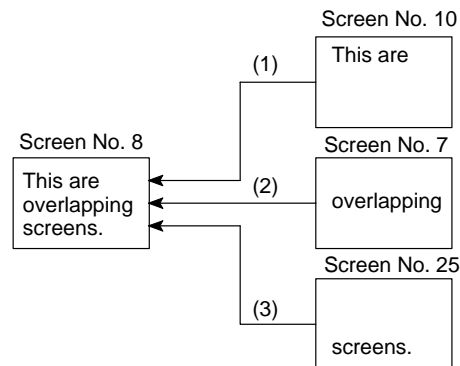 Screen No. 10
This are
(1)
Screen No. 8
This are
overlapping
screens.
Screen No. 7
(2)
overlapping
Screen No. 25
(3)
screens.